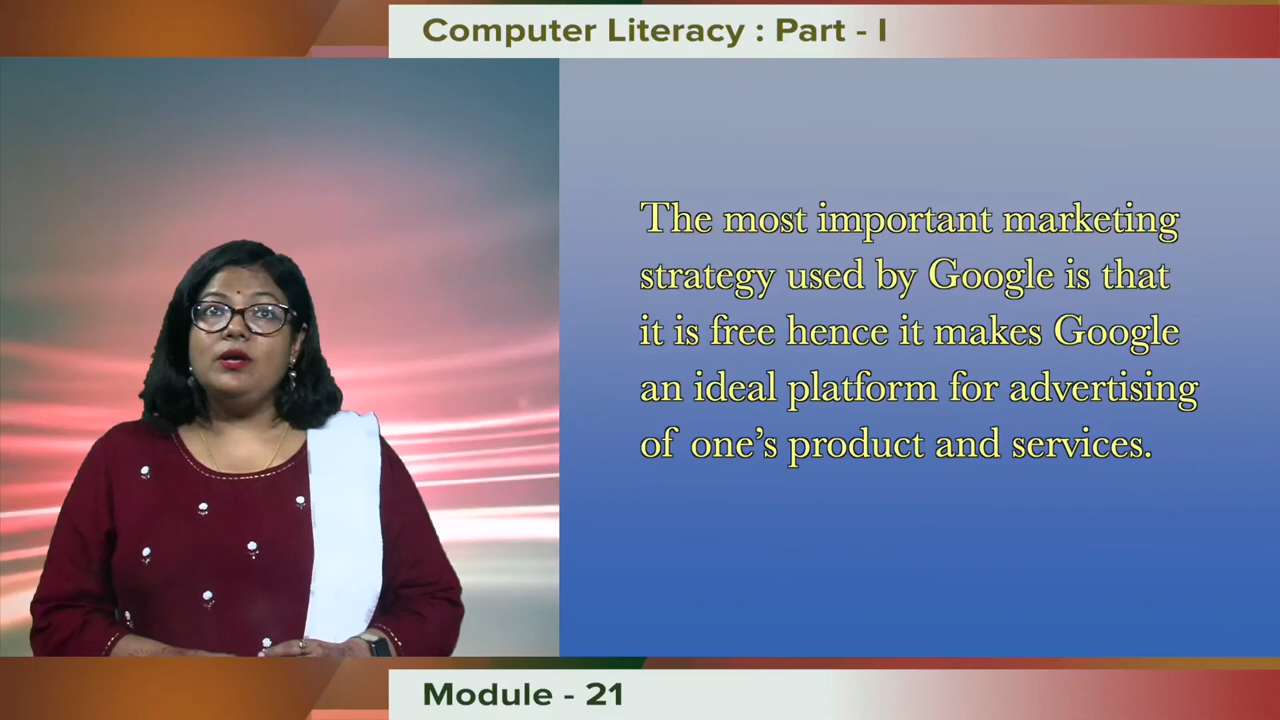 Computer Literacy : Part - I
The most important marketing
strategy used by Google is that
it is free hence it makes Google
an ideal platform for advertising
of one’s product and services.
Module - 21